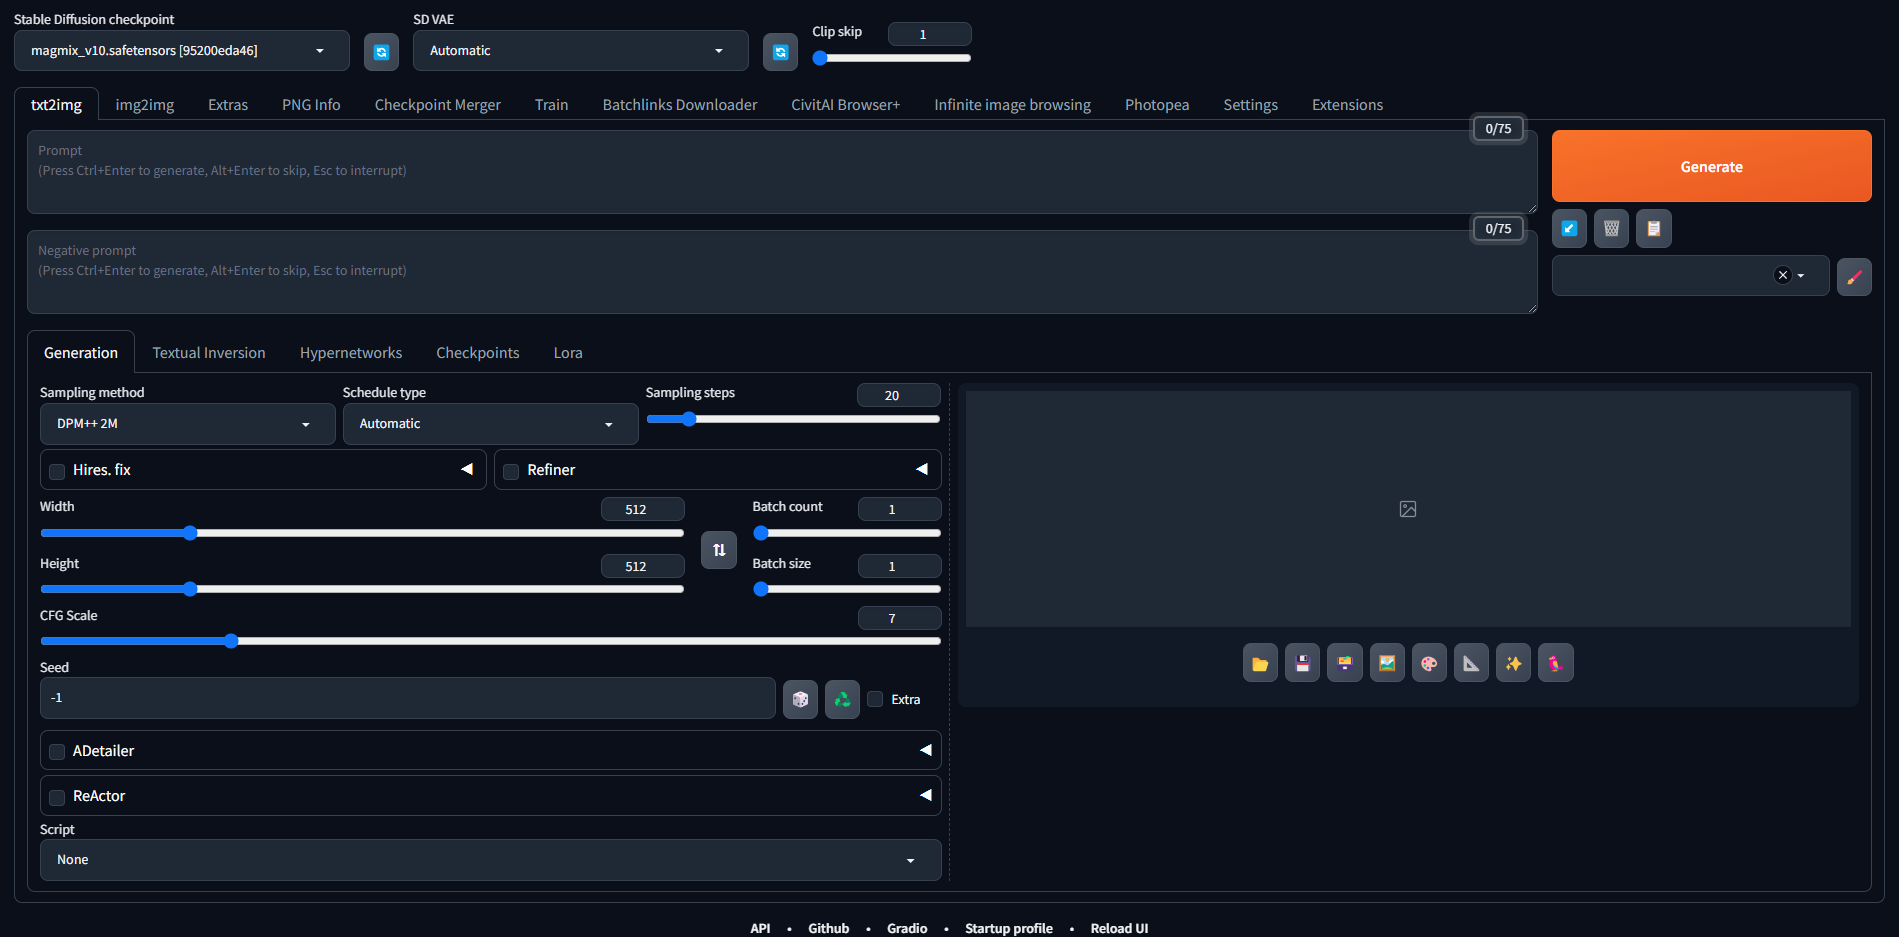 Stable Diffusion checkpoint
magmix_v10.safetensors [95200eda46]
SD VAE
Automatic
Clip skip
1
txt2img
img2img
Extras
PNG Info
Checkpoint Merger
Train
Batchlinks Downloader
CivitAI Browser+
Infinite image browsing
Photopea
Settings
Extensions
0/75
Prompt
(Press Ctrl+Enter to generate, Alt+Enter to skip, Esc to interrupt)
Generate
0/75
Negative prompt
(Press Ctrl+Enter to generate, Alt+Enter to skip, Esc to interrupt)
Generation
Textual Inversion
Hypernetworks
Checkpoints
Lora
Sampling method
DPM++ 2M
Schedule type
Automatic
Sampling steps
20
Hires. fix
Refiner
Width
512
Batch count
1
Height
512
Batch size
1
CFG Scale
7
Seed
-1
Extra
ADetailer
ReActor
Script
None
API • Github • Gradio • Startup profile • Reload UI